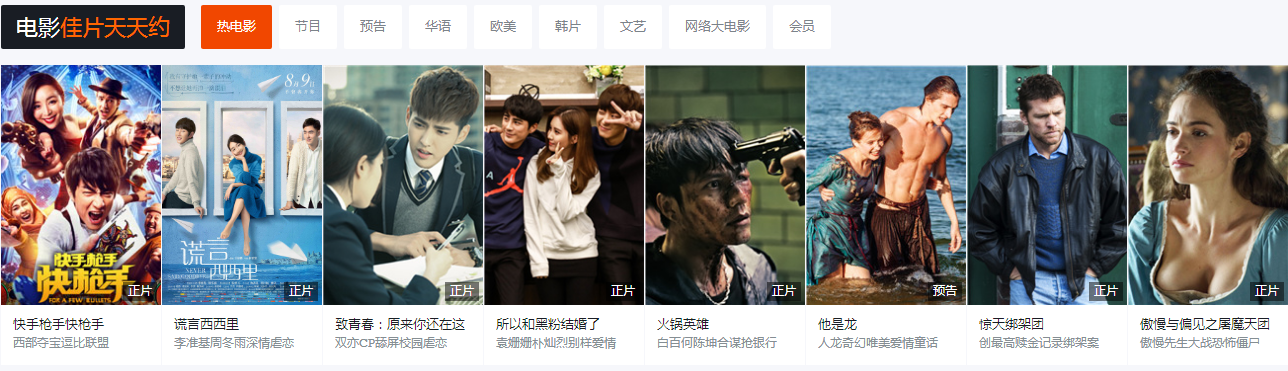 电影佳片天天约
热电影
节目
预告
华语
欧美
韩片
文艺
网络大电影
会员
快手枪手
快枪手
FOR A FEW BULLETS
正片
8月9日
谎言
NEVER
西西里
正片
正片
正片
正片
预告
正片
正片
快手枪手快枪手
西部夺宝逗比联盟
谎言西西里
李准基周冬雨深情虐恋
致青春：原来你还在这
双亦CP舔屏校园虐恋
所以和黑粉结婚了
袁姗姗朴灿烈别样爱情
火锅英雄
白百何陈坤合谋抢银行
他是龙
人龙奇幻唯美爱情童话
惊天绑架团
创最高赎金记录绑架案
傲慢与偏见之屠魔天团
傲慢先生大战恐怖僵尸